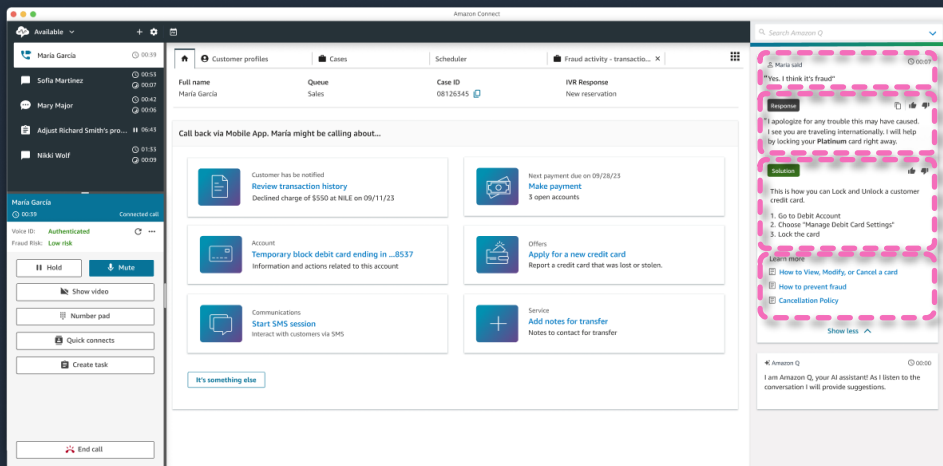 Amazon Connect
Available
María García
00:33
Sofia Martinez
00:53
00:07
Mary Major
00:42
00:06
Adjust Richard Smith's pro...
06:43
Nikki Wolf
01:33
00:09
María García
00:39
Connected call
Voice ID: Authenticated
Fraud Risk: Low risk
Hold
Mute
Show video
Number pad
Quick connects
Create task
End call
Customer profiles
Cases
Scheduler
Fraud activity - transactio...
Full name
María García
Queue
Sales
Case ID
08126345
IVR Response
New reservation
Call back via Mobile App. María might be calling about...
Customer has be notified
Review transaction history
Declined charge of $550 at NILE on 09/11/23
Next payment due on 09/28/23
Make payment
3 open accounts
Account
Temporary block debit card ending in ...8537
Information and actions related to this account
Offers
Apply for a new credit card
Report a credit card that was lost or stolen.
Communications
Start SMS session
Interact with customers via SMS
Service
Add notes for transfer
Notes to contact for transfer
It's something else
Search Amazon Q
Maria said
00:07
"Yes. I think it's fraud"
Response
"I apologize for any trouble this may have caused.
I see you are traveling internationally. I will help
by locking your Platinum card right away.
Solution
This is how you can Lock and Unlock a customer
credit card.
1. Go to Debit Account
2. Choose "Manage Debit Card Settings"
3. Lock the card
Learn more
How to View, Modify, or Cancel a card
How to prevent fraud
Cancellation Policy
Show less
Amazon Q
00:00
I am Amazon Q, your AI assistant! As I listen to the
conversation I will provide suggestions.